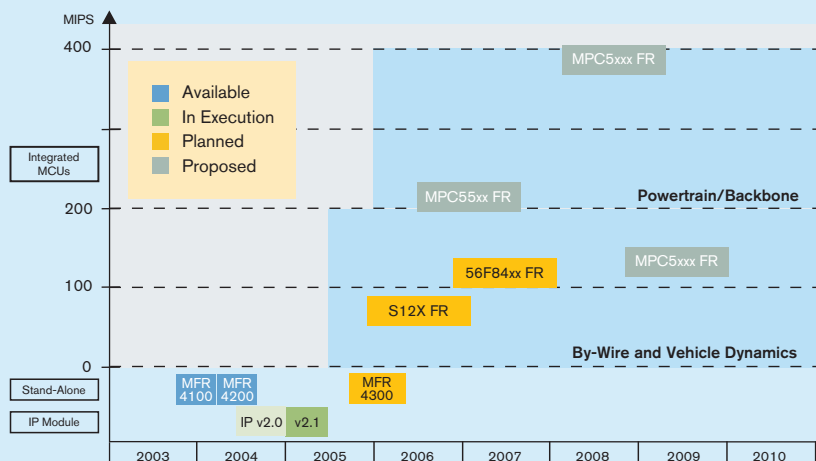 MIPS
400
MPC5xxx FR
Available
In Execution
Planned
Proposed
Integrated
MCUs
MPC55xx FR
Powertrain/Backbone
200
56F84xx FR
MPC5xxx FR
100
S12X FR
By-Wire and Vehicle Dynamics
0
Stand-Alone
MFR
4100
MFR
4200
MFR
4300
IP Module
IP v2.0
v2.1
2003
2004
2005
2006
2007
2008
2009
2010